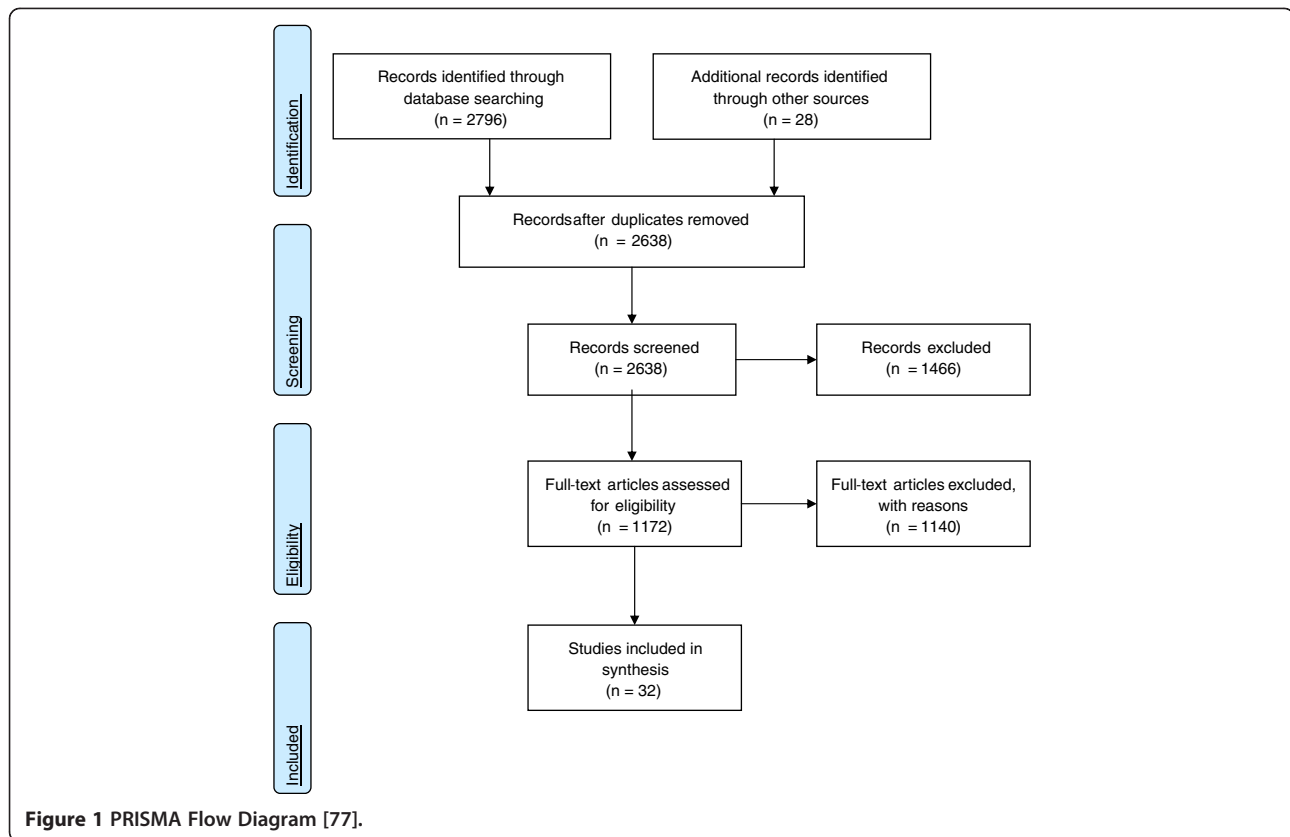 Identification
Records identified through
database searching
(n = 2796)
Additional records identified
through other sources
(n = 28)
Recordsafter duplicates removed
(n = 2638)
Screening
Records screened
(n = 2638)
Records excluded
(n = 1466)
Eligibility
Full-text articles assessed
for eligibility
(n = 1172)
Full-text articles excluded,
with reasons
(n = 1140)
Included
Studies included in
synthesis
(n = 32)
Figure 1 PRISMA Flow Diagram [77].